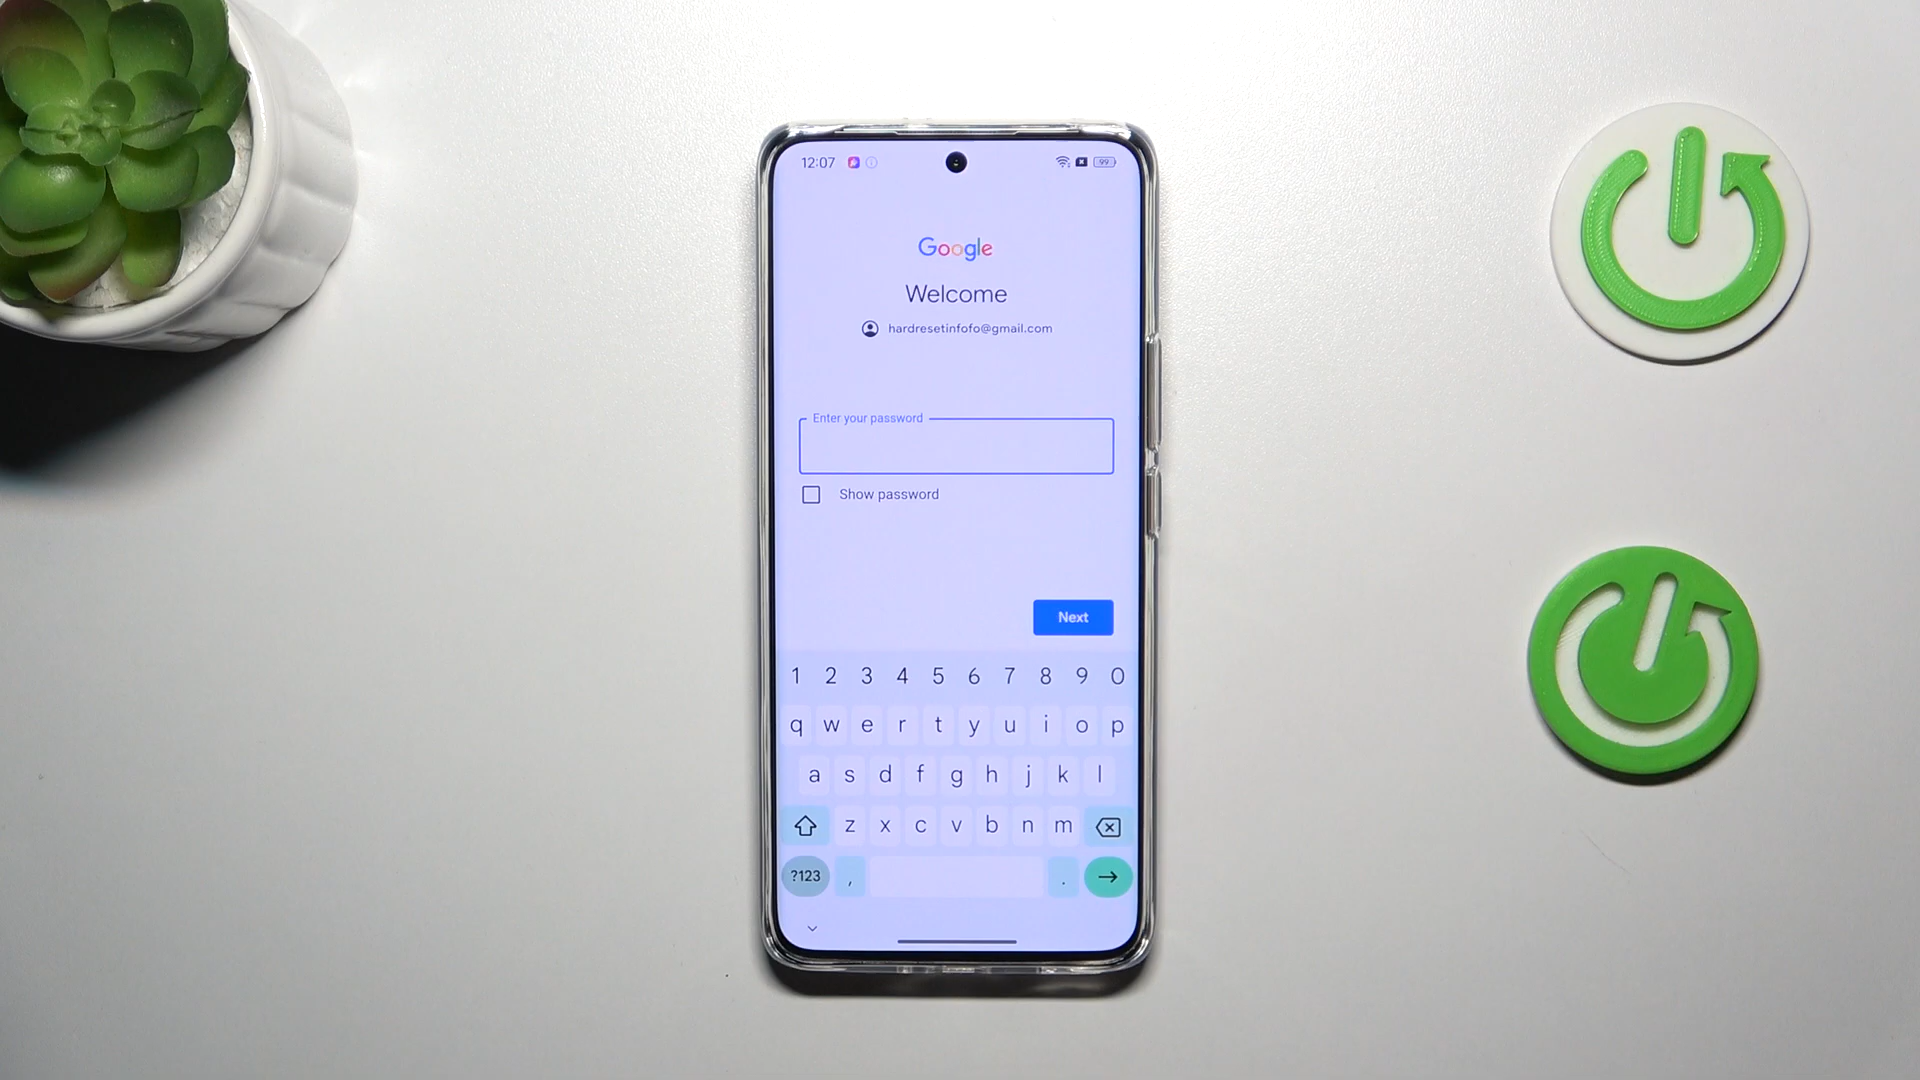 12:07
99
Google
Welcome
hardresetinfofo@gmail.com
Enter your password
Show password
Next
1 2 3 4 5 6 7 8 9 0
q w e r t y u i o p
a s d f g h j k l
z x c v b n m
?123 , .